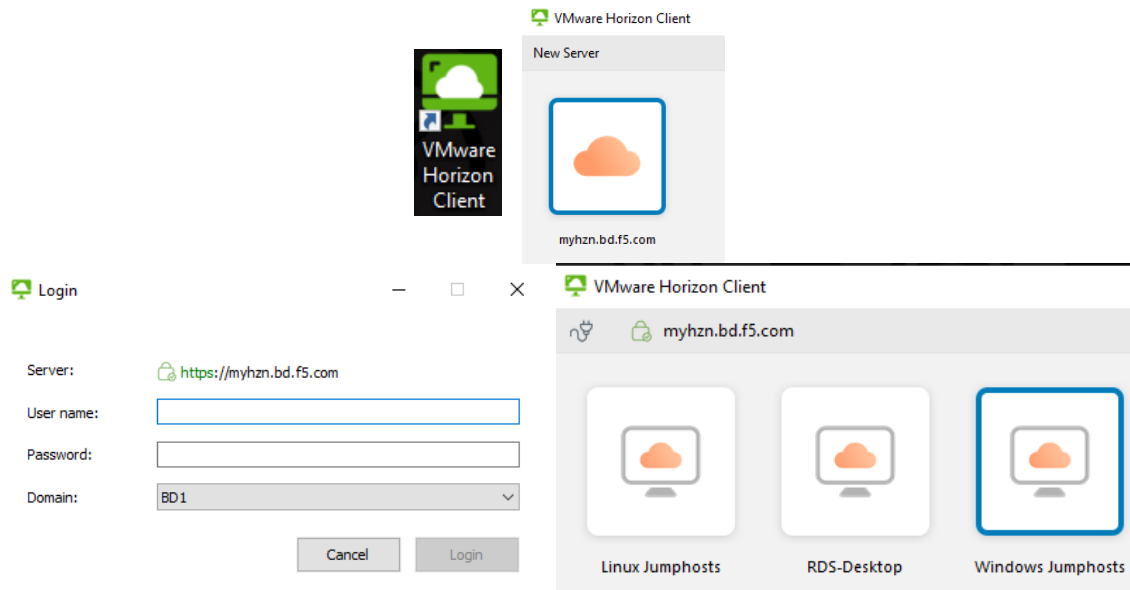 VMware Horizon Client
New Server
VMware
Horizon
Client
myhzn.bd.f5.com
Login
Server:
https://myhzn.bd.f5.com
User name:
Password:
Domain:
BD1
Cancel
Login
VMware Horizon Client
myhzn.bd.f5.com
Linux Jumphosts
RDS-Desktop
Windows Jumphosts